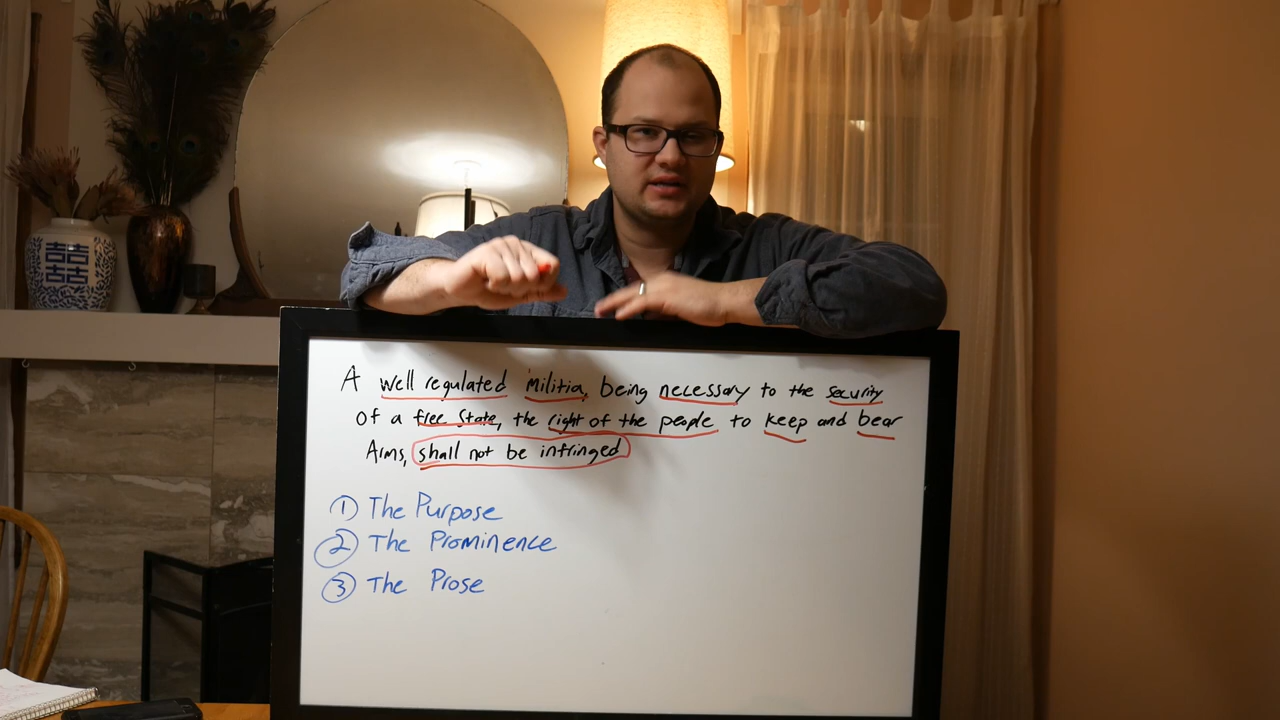 A well regulated Militia, being necessary to the security
of a free State, the right of the people to keep and bear
Arms, shall not be infringed
1 The Purpose
2 The Prominence
3 The Prose
囍